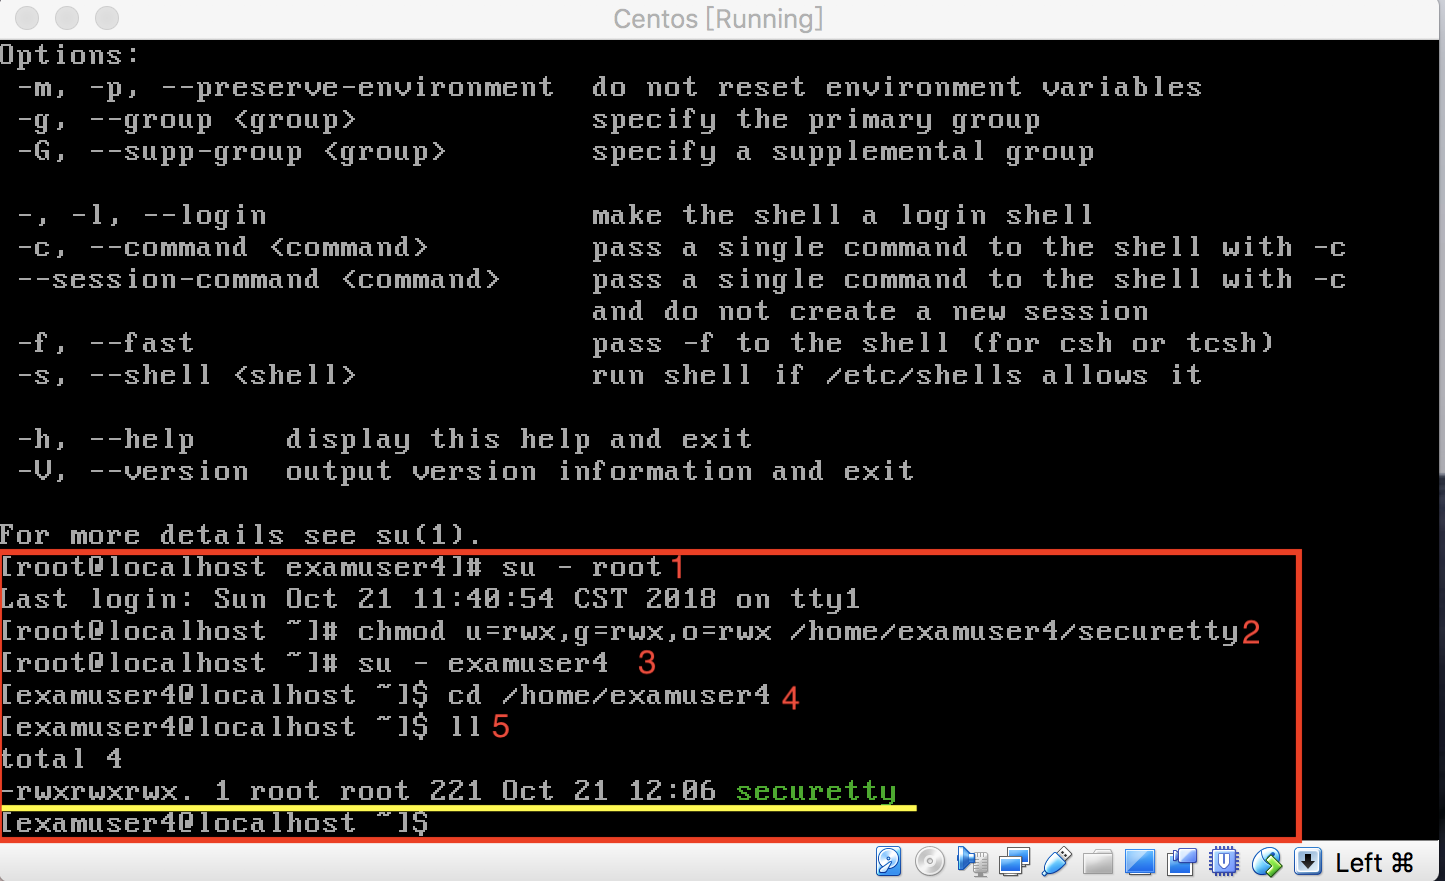 Centos [Running]
Options:
 -m, -p, --preserve-environment  do not reset environment variables
 -g, --group <group>             specify the primary group
 -G, --supp-group <group>        specify a supplemental group

 -, -l, --login                  make the shell a login shell
 -c, --command <command>         pass a single command to the shell with -c
 --session-command <command>     pass a single command to the shell with -c
                                 and do not create a new session
 -f, --fast                      pass -f to the shell (for csh or tcsh)
 -s, --shell <shell>             run shell if /etc/shells allows it

 -h, --help     display this help and exit
 -V, --version  output version information and exit

For more details see su(1).
[root@localhost examuser4]# su - root 1
Last login: Sun Oct 21 11:40:54 CST 2018 on tty1
[root@localhost ~]# chmod u=rwx,g=rwx,o=rwx /home/examuser4/securetty 2
[root@localhost ~]# su - examuser4 3
[examuser4@localhost ~]$ cd /home/examuser4 4
[examuser4@localhost ~]$ ll 5
total 4
-rwxrwxrwx. 1 root root 221 Oct 21 12:06 securetty
[examuser4@localhost ~]$
Left ⌘